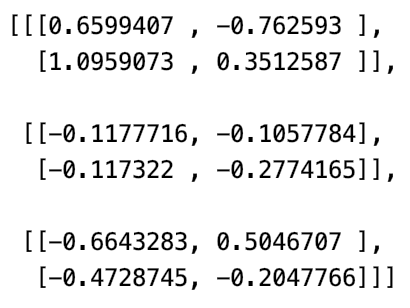 [[[0.6599407 , -0.762593 ],
[1.0959073 , 0.3512587 ]],
[[-0.1177716, -0.1057784],
[-0.117322 , -0.2774165]],
[[-0.6643283, 0.5046707 ],
[-0.4728745, -0.2047766]]]